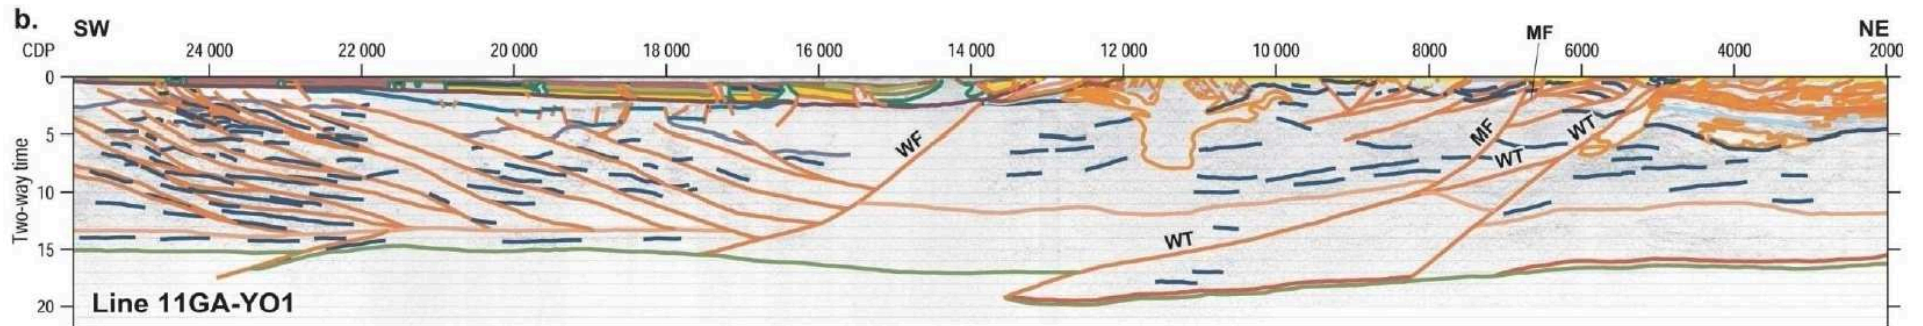 b.
SW
NE
CDP
24 000
22 000
20 000
18 000
16 000
14 000
12 000
10 000
8000
MF
6000
4000
2000
Two-way time
0
5
10
15
20
WF
MF
WT
WT
WT
Line 11GA-YO1